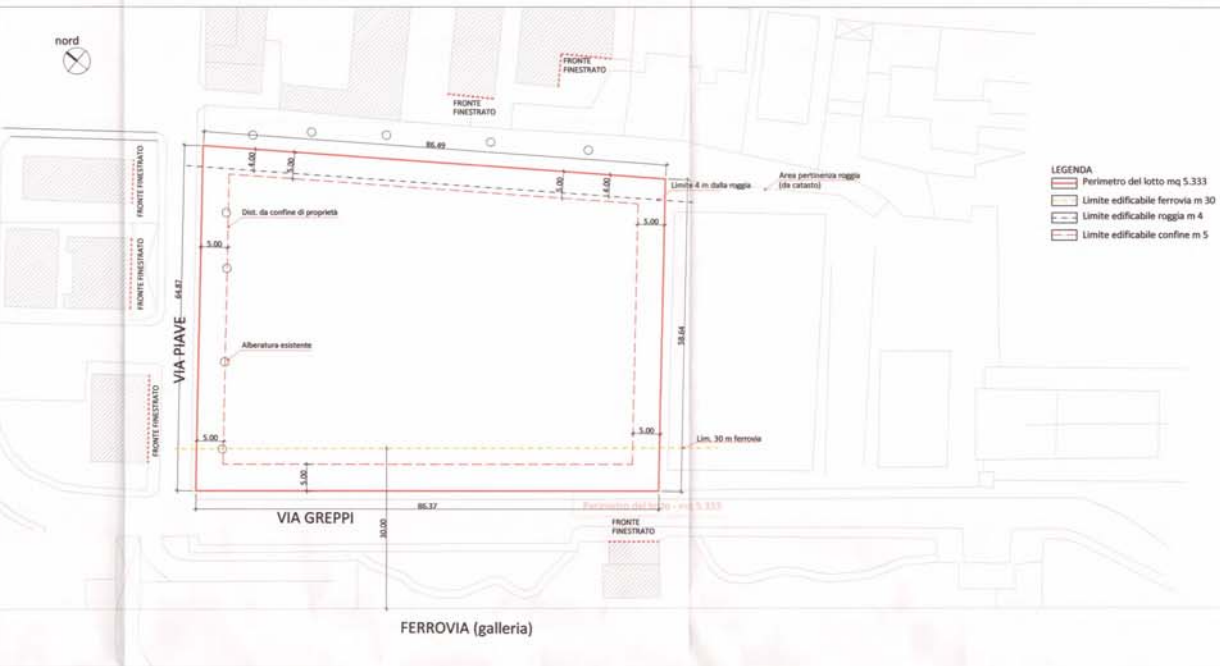 nord
FRONTE
FINESTRATO
FRONTE
FINESTRATO
FRONTE FINESTRATO
FRONTE FINESTRATO
FRONTE FINESTRATO
86.49
4.00
5.00
5.00
4.00
Limite 4 m dalla roggia
Area pertinenza roggia
(da catasto)
LEGENDA
Perimetro del lotto mq 5.333
Limite edificabile ferrovia m 30
Limite edificabile roggia m 4
Limite edificabile confine m 5
Dist. da confine di proprietà
5.00
5.00
64.87
VIA PIAVE
58.64
Alberatura esistente
5.00
5.00
Lim. 30 m ferrovia
5.00
86.37
Perimetro del lotto - mq 5.333
VIA GREPPI
30.00
FRONTE
FINESTRATO
FERROVIA (galleria)